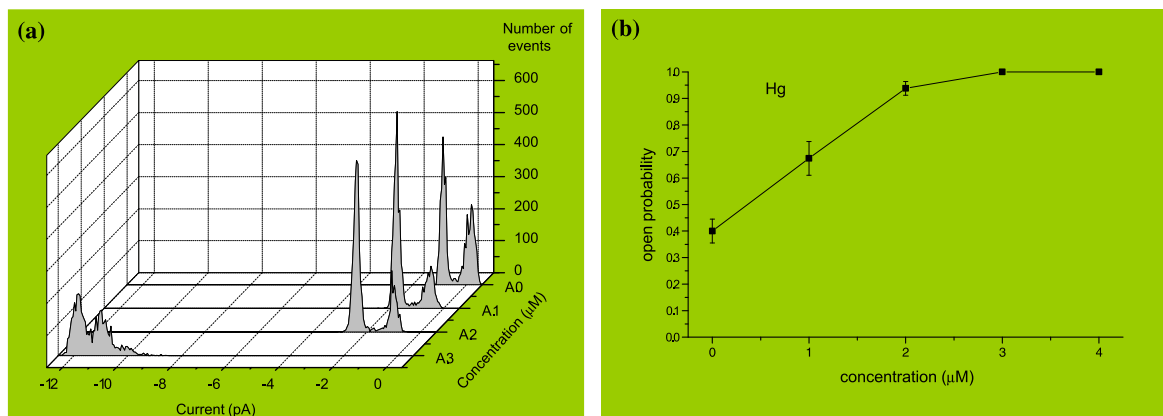 (a)
Number of
events
600
500
400
300
200
100
0
A0
A1
A2
A3
Concentration (μM)
-12 -10 -8 -6 -4 -2 0
Current (pA)
(b)
Hg
1.0
0.9
0.8
0.7
0.6
0.5
0.4
0.3
0.2
0.1
0.0
open probability
0 1 2 3 4
concentration (μM)